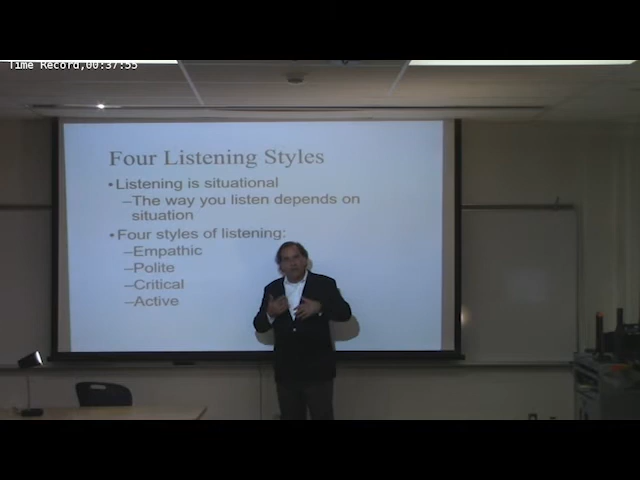 Time Record,00:37:55
Four Listening Styles
•Listening is situational
–The way you listen depends on
situation
•Four styles of listening:
–Empathic
–Polite
–Critical
–Active